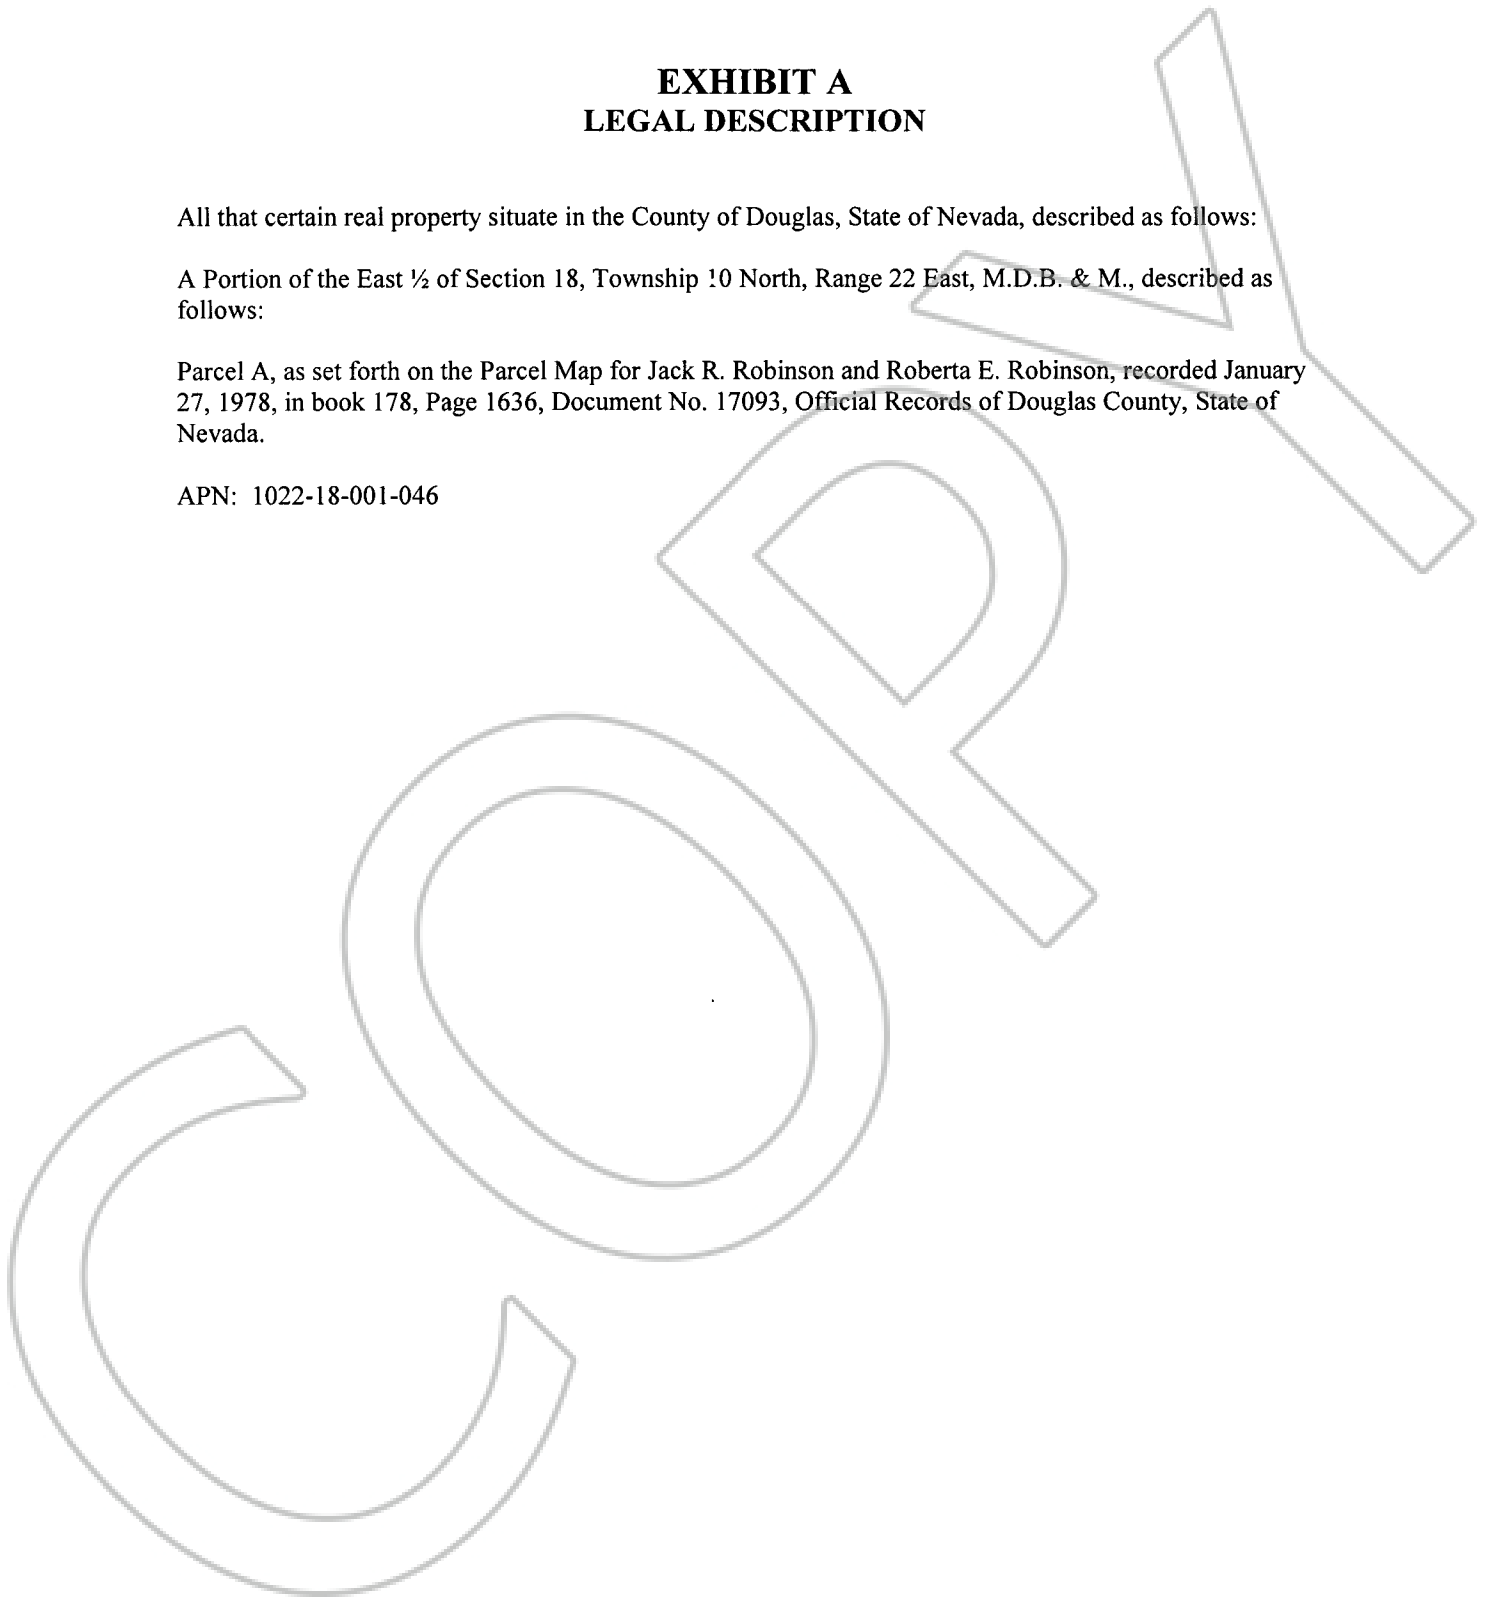 EXHIBIT A
LEGAL DESCRIPTION
All that certain real property situate in the County of Douglas, State of Nevada, described as follows:
A Portion of the East ½ of Section 18, Township 10 North, Range 22 East, M.D.B. & M., described as
follows:
Parcel A, as set forth on the Parcel Map for Jack R. Robinson and Roberta E. Robinson, recorded January
27, 1978, in book 178, Page 1636, Document No. 17093, Official Records of Douglas County, State of
Nevada.
APN: 1022-18-001-046
COPY